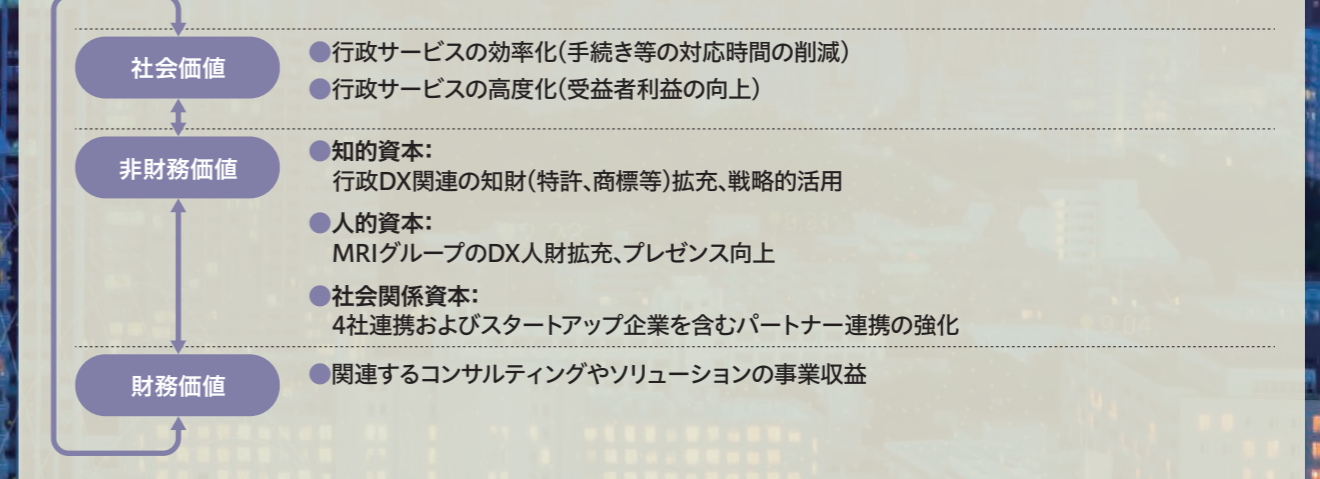 社会価値
●行政サービスの効率化(手続き等の対応時間の削減)
●行政サービスの高度化(受益者利益の向上)
非財務価値
●知的資本:
行政DX関連の知財(特許、商標等)拡充、戦略的活用
●人的資本:
MRIグループのDX人財拡充、プレゼンス向上
●社会関係資本:
4社連携およびスタートアップ企業を含むパートナー連携の強化
財務価値
●関連するコンサルティングやソリューションの事業収益